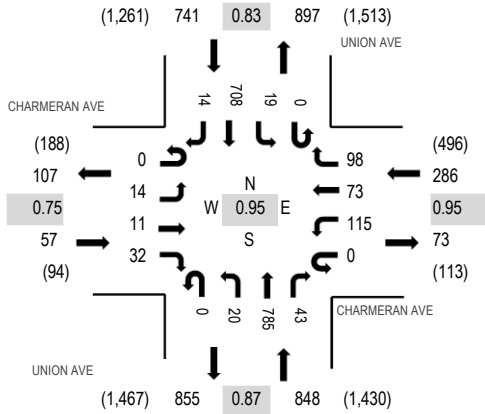 (1,261) 741 0.83 897 (1,513)
UNION AVE
CHARMERAN AVE
14 708 19 0
(188) (496)
0 98
107 286
N
14 73
0.75 W 0.95 E 0.95
11 115
57 S 73
32 0
(94) (113)
0 20 785 43
CHARMERAN AVE
UNION AVE
(1,467) 855 0.87 848 (1,430)